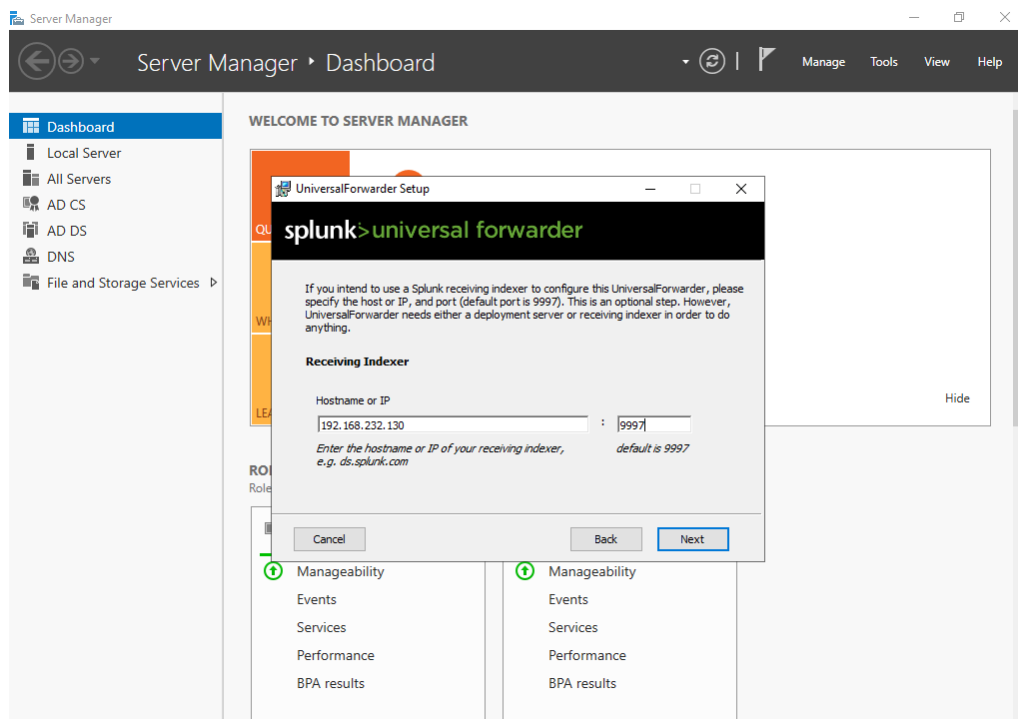 Server Manager
Server Manager ‣ Dashboard
Manage Tools View Help
Dashboard
Local Server
All Servers
AD CS
AD DS
DNS
File and Storage Services
WELCOME TO SERVER MANAGER
UniversalForwarder Setup
splunk>universal forwarder
If you intend to use a Splunk receiving indexer to configure this UniversalForwarder, please
specify the host or IP, and port (default port is 9997). This is an optional step. However,
UniversalForwarder needs either a deployment server or receiving indexer in order to do
anything.
Receiving Indexer
Hostname or IP
192.168.232.130 : 9997
Enter the hostname or IP of your receiving indexer, default is 9997
e.g. ds.splunk.com
Cancel Back Next
Hide
Manageability Manageability
Events Events
Services Services
Performance Performance
BPA results BPA results